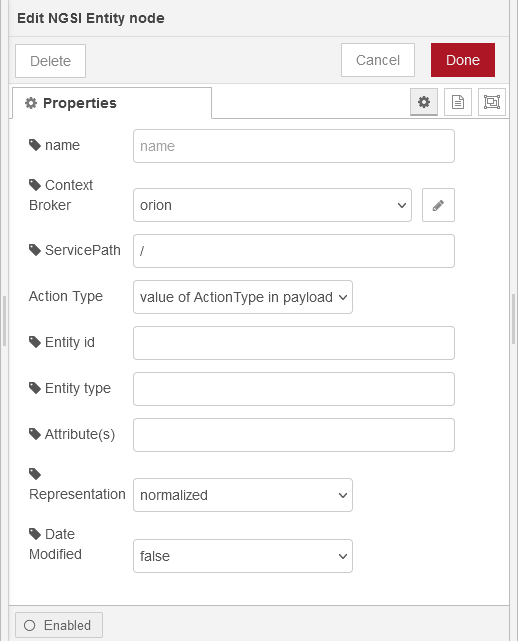 Edit NGSI Entity node
Delete
Cancel
Done
Properties
name
name
Context
Broker
orion
ServicePath
/
Action Type
value of ActionType in payload
Entity id
Entity type
Attribute(s)
Representation
normalized
Date
Modified
false
Enabled